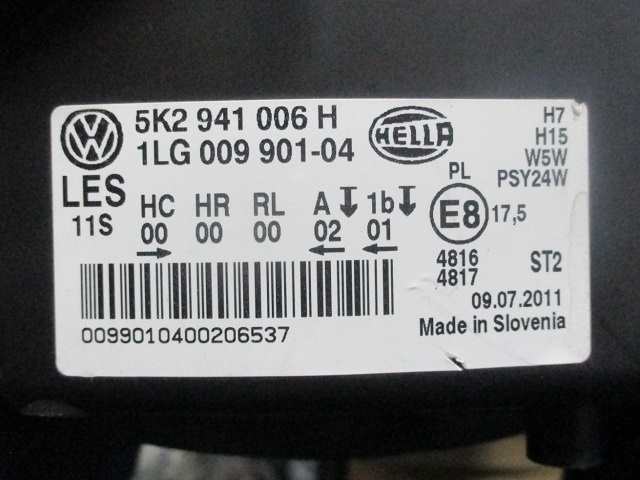 VW
5K2 941 006 H
1LG 009 901-04
HELLA
H7
H15
W5W
PSY24W
LES
11S
HC HR RL A 1b
00 00 00 02 01
PL
E8 17,5
4816
4817
ST2
09.07.2011
Made in Slovenia
0099010400206537